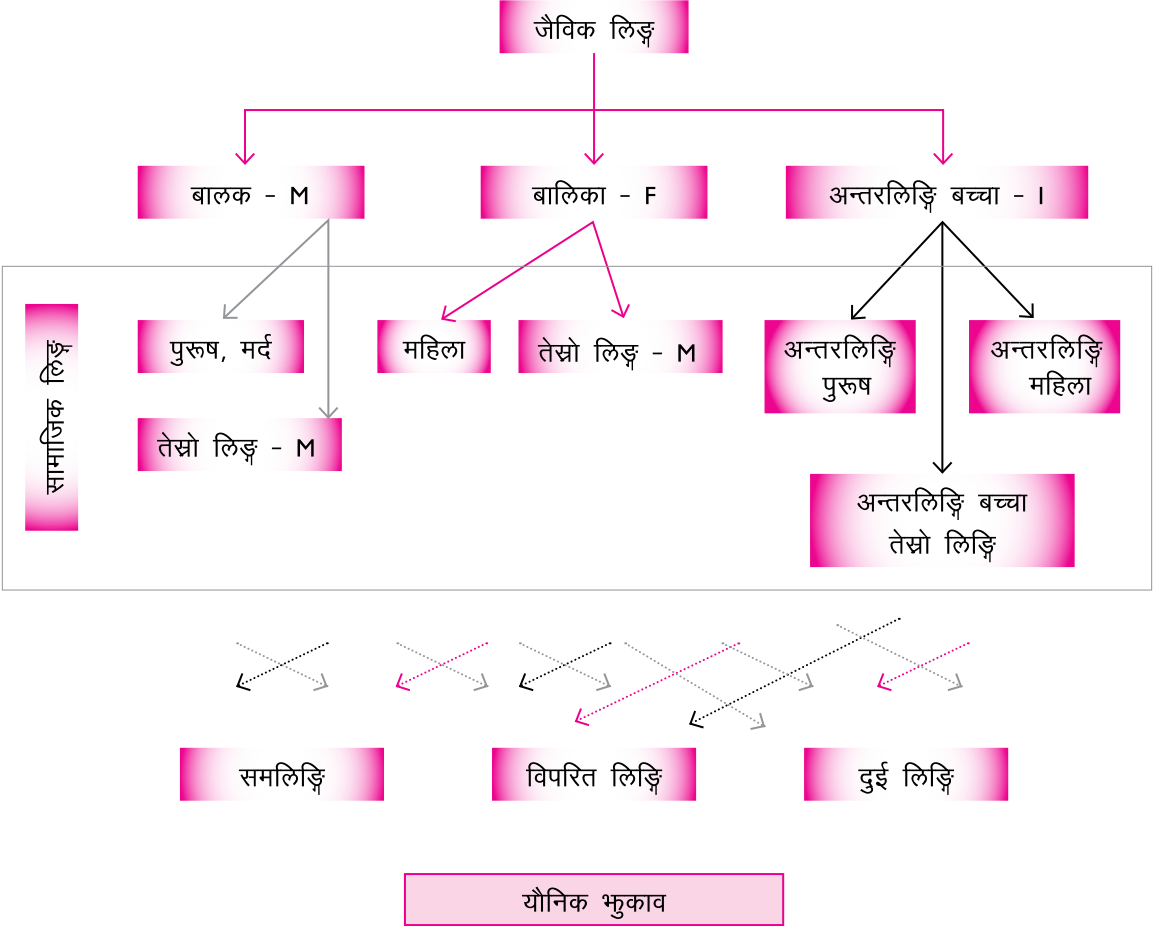 जैविक लिङ्ग
बालक - M
बालिका - F
अन्तरलिङ्गि बच्चा - I
सामाजिक लिङ्ग
पुरूष, मर्द
महिला
तेस्रो लिङ्ग - M
अन्तरलिङ्गि
पुरूष
अन्तरलिङ्गि
महिला
तेस्रो लिङ्ग - M
अन्तरलिङ्गि बच्चा
तेस्रो लिङ्गि
समलिङ्गि
विपरित लिङ्गि
दुई लिङ्गि
यौनिक झुकाव